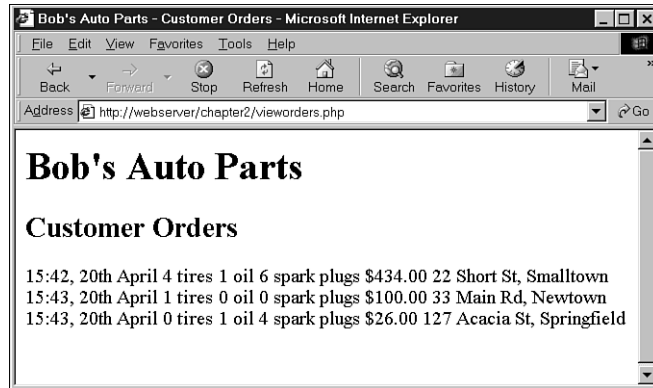 Bob's Auto Parts - Customer Orders - Microsoft Internet Explorer
File Edit View Favorites Tools Help
Back Forward Stop Refresh Home Search Favorites History Mail »
Address http://webserver/chapter2/vieworders.php Go
Bob's Auto Parts
Customer Orders
15:42, 20th April 4 tires 1 oil 6 spark plugs $434.00 22 Short St, Smalltown
15:43, 20th April 1 tires 0 oil 0 spark plugs $100.00 33 Main Rd, Newtown
15:43, 20th April 0 tires 1 oil 4 spark plugs $26.00 127 Acacia St, Springfield